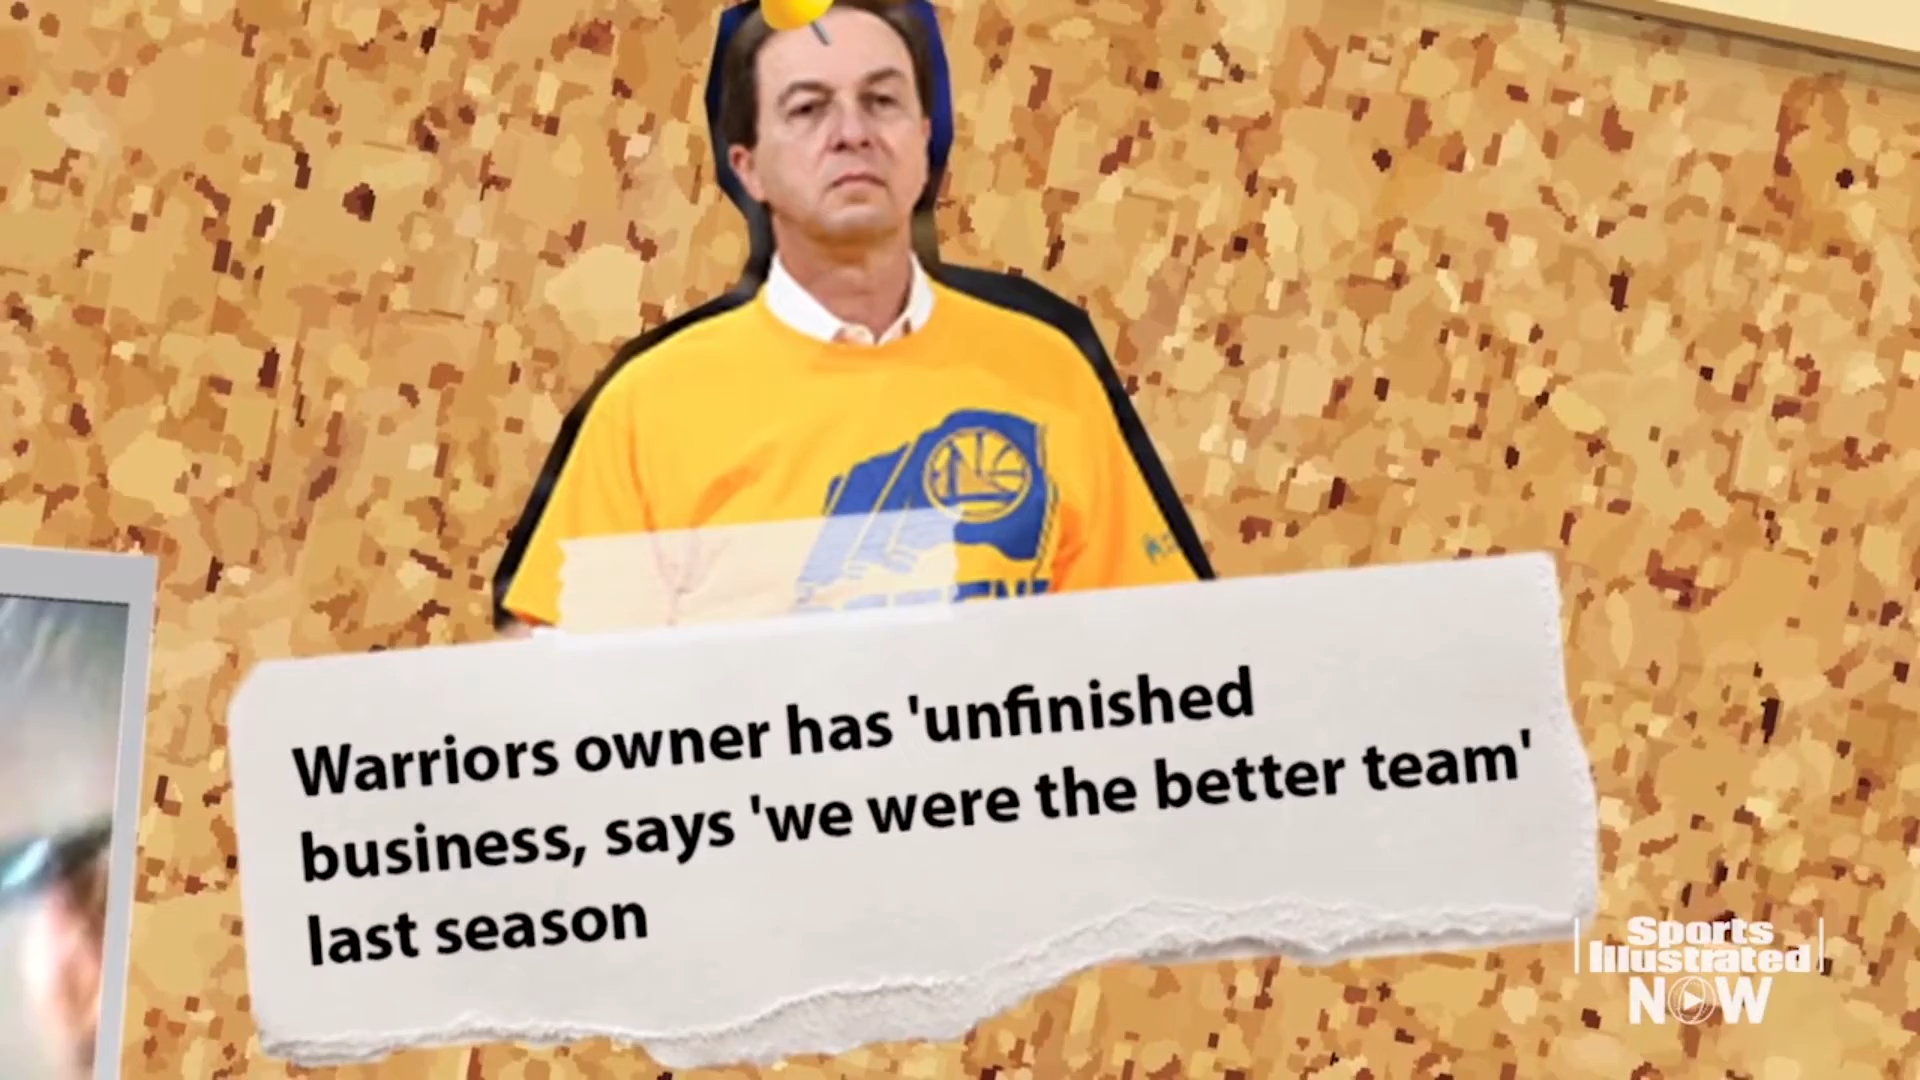 Warriors owner has 'unfinished
business, says 'we were the better team'
last season
Sports
Illustrated
NOW